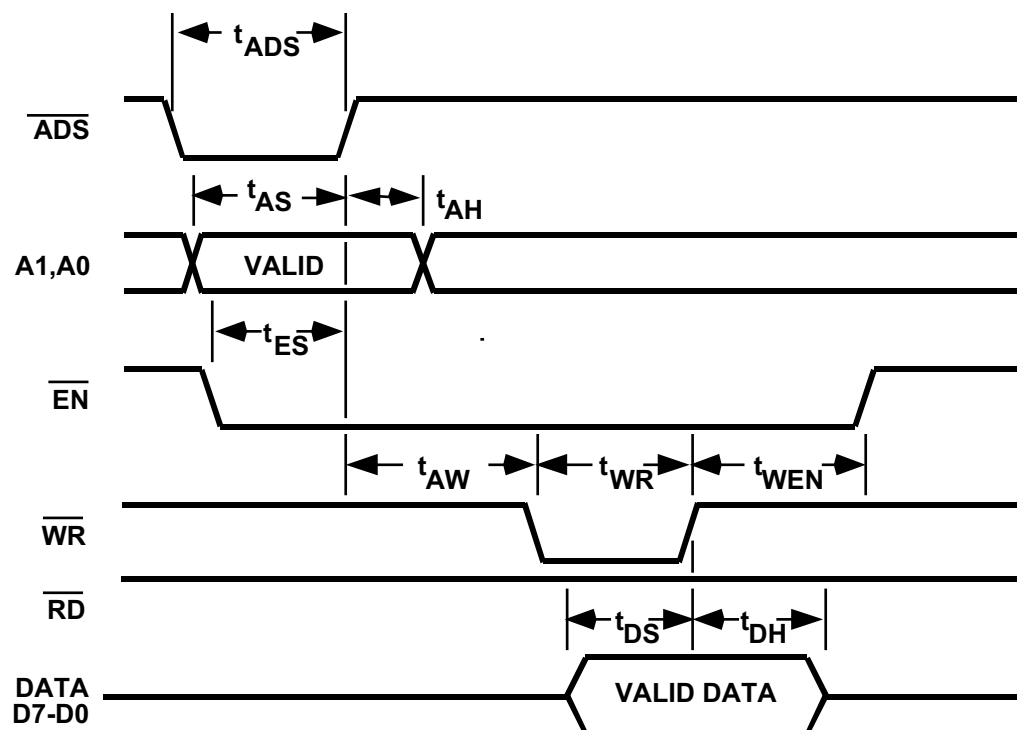 tADS
ADS
tAS
tAH
A1,A0
VALID
tES
EN
tAW
tWR
tWEN
WR
RD
tDS
tDH
DATA
D7-D0
VALID DATA